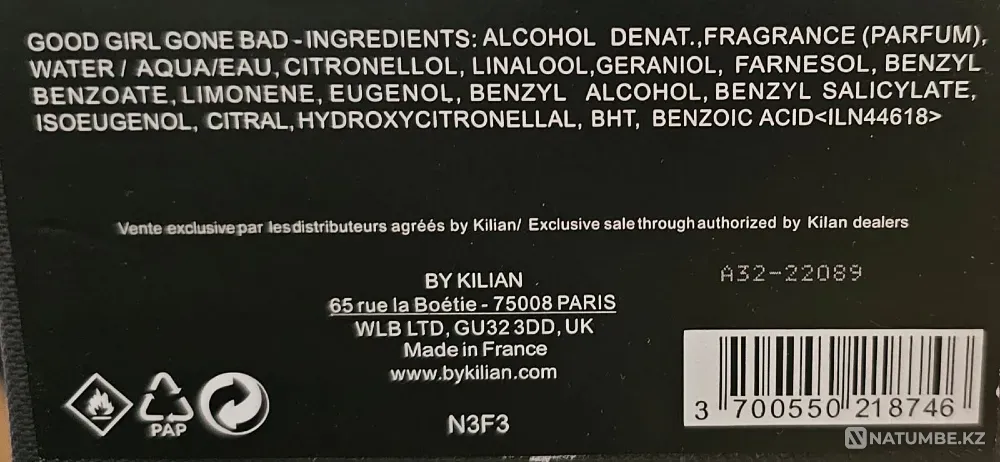 GOOD GIRL GONE BAD - INGREDIENTS: ALCOHOL DENAT.,FRAGRANCE (PARFUM),
WATER / AQUA/EAU, CITRONELLOL, LINALOOL,GERANIOL, FARNESOL, BENZYL
BENZOATE, LIMONENE, EUGENOL, BENZYL ALCOHOL, BENZYL SALICYLATE,
ISOEUGENOL, CITRAL, HYDROXYCITRONELLAL, BHT, BENZOIC ACID<ILN44618>
Vente exclusive par lesdistributeurs agréés by Kilian/ Exclusive sale through authorized by Kilan dealers
BY KILIAN
65 rue la Boétie - 75008 PARIS
WLB LTD, GU32 3DD, UK
Made in France
www.bykilian.com
N3F3
A32-22089
PAP
3 700550 218746
NATUMBE.KZ